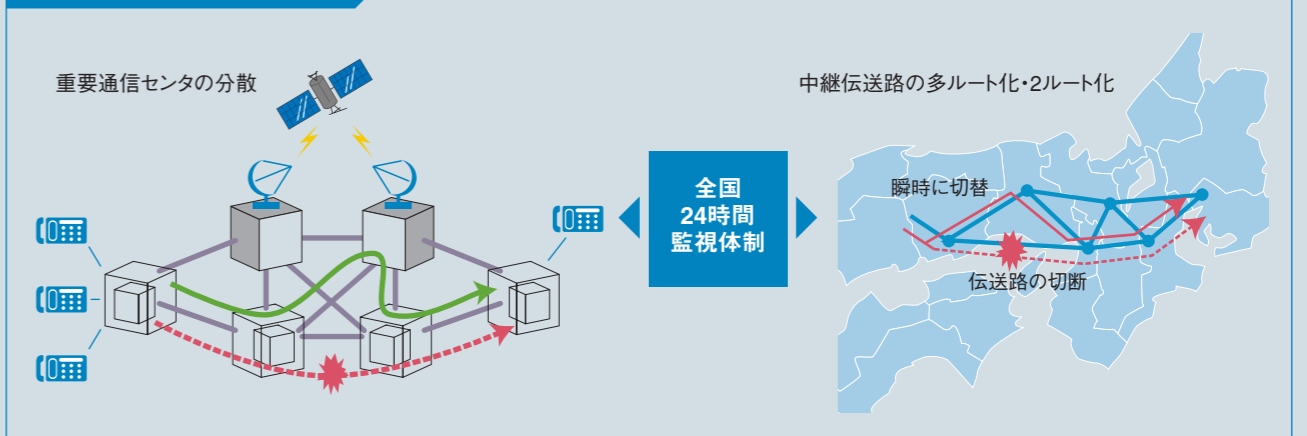 重要通信センタの分散
全国
24時間
監視体制
中継伝送路の多ルート化・2ルート化
瞬時に切替
伝送路の切断